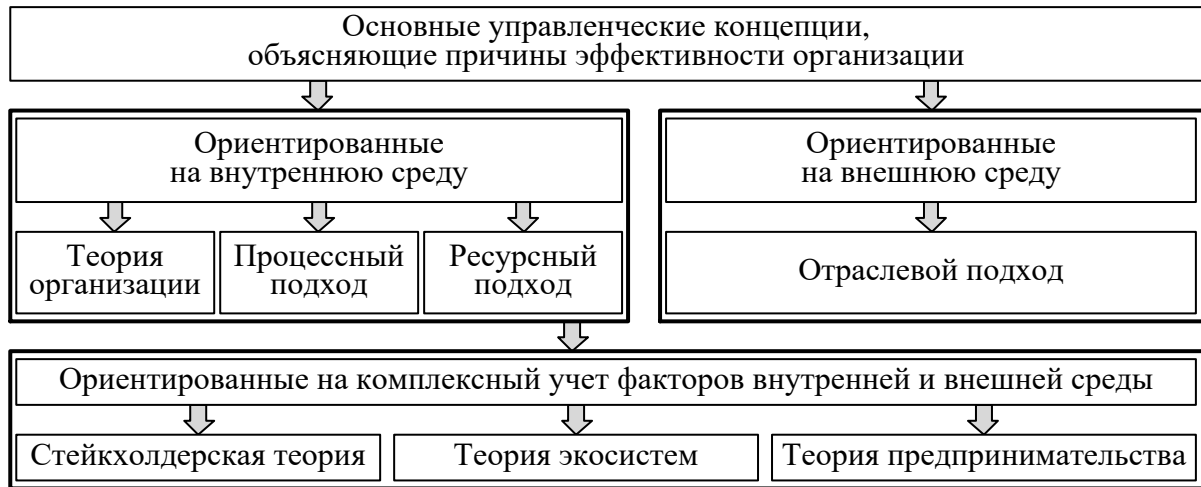 Основные управленческие концепции,
объясняющие причины эффективности организации
Ориентированные
на внутреннюю среду
Теория
организации
Процессный
подход
Ресурсный
подход
Ориентированные
на внешнюю среду
Отраслевой подход
Ориентированные на комплексный учет факторов внутренней и внешней среды
Стейкхолдерская теория
Теория экосистем
Теория предпринимательства